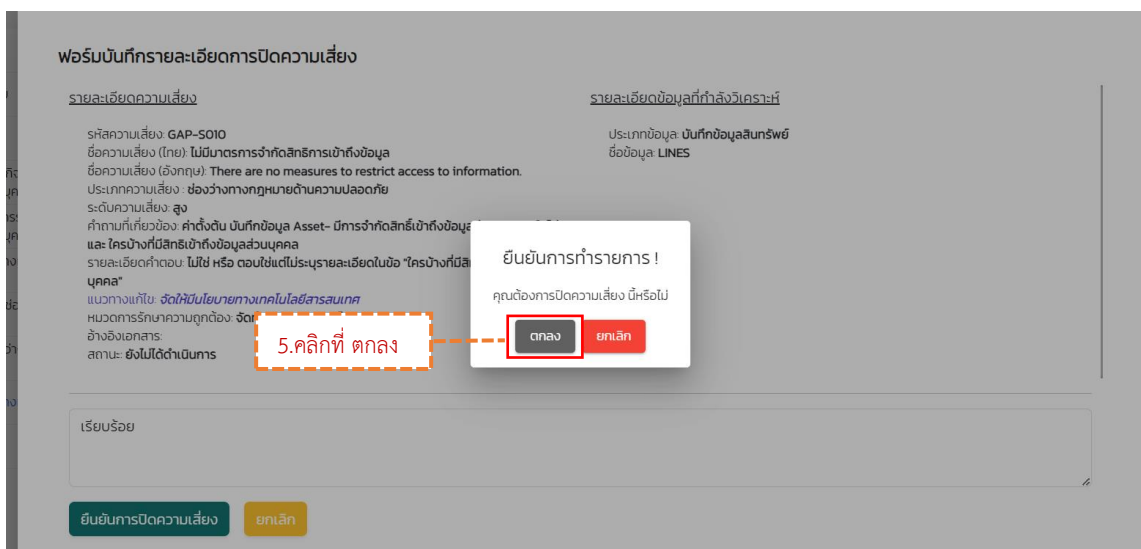 ฟอร์มบันทึกรายละเอียดการปิดความเสี่ยง
รายละเอียดความเสี่ยง
รหัสความเสี่ยง: GAP-S010
ชื่อความเสี่ยง (ไทย): ไม่มีมาตรการจำกัดสิทธิการเข้าถึงข้อมูล
ชื่อความเสี่ยง (อังกฤษ): There are no measures to restrict access to information.
ประเภทความเสี่ยง : ช่องว่างทางกฎหมายด้านความปลอดภัย
ระดับความเสี่ยง: สูง
คำถามที่เกี่ยวข้อง: คำตั้งต้น บันทึกข้อมูล Asset- มีการจำกัดสิทธิ์เข้าถึงข้อมูล
และ ใครบ้างที่มีสิทธิเข้าถึงข้อมูลส่วนบุคคล
รายละเอียดคำตอบ: ไม่ใช่ หรือ ตอบใช่แต่ไม่ระบุรายละเอียดในข้อ "ใครบ้างที่มีสิ
บุคคล"
แนวทางแก้ไข: จัดให้มีนโยบายทางเทคโนโลยีสารสนเทศ
หมวดการรักษาความถูกต้อง: จัด
อ้างอิงเอกสาร:
สถานะ: ยังไม่ได้ดำเนินการ
รายละเอียดข้อมูลที่กำลังวิเคราะห์
ประเภทข้อมูล: บันทึกข้อมูลสินทรัพย์
ชื่อข้อมูล: LINES
ยืนยันการทำรายการ !
คุณต้องการปิดความเสี่ยง นี้หรือไม่
ตกลง ยกเลิก
5.คลิกที่ ตกลง
เรียบร้อย
ยืนยันการปิดความเสี่ยง ยกเลิก